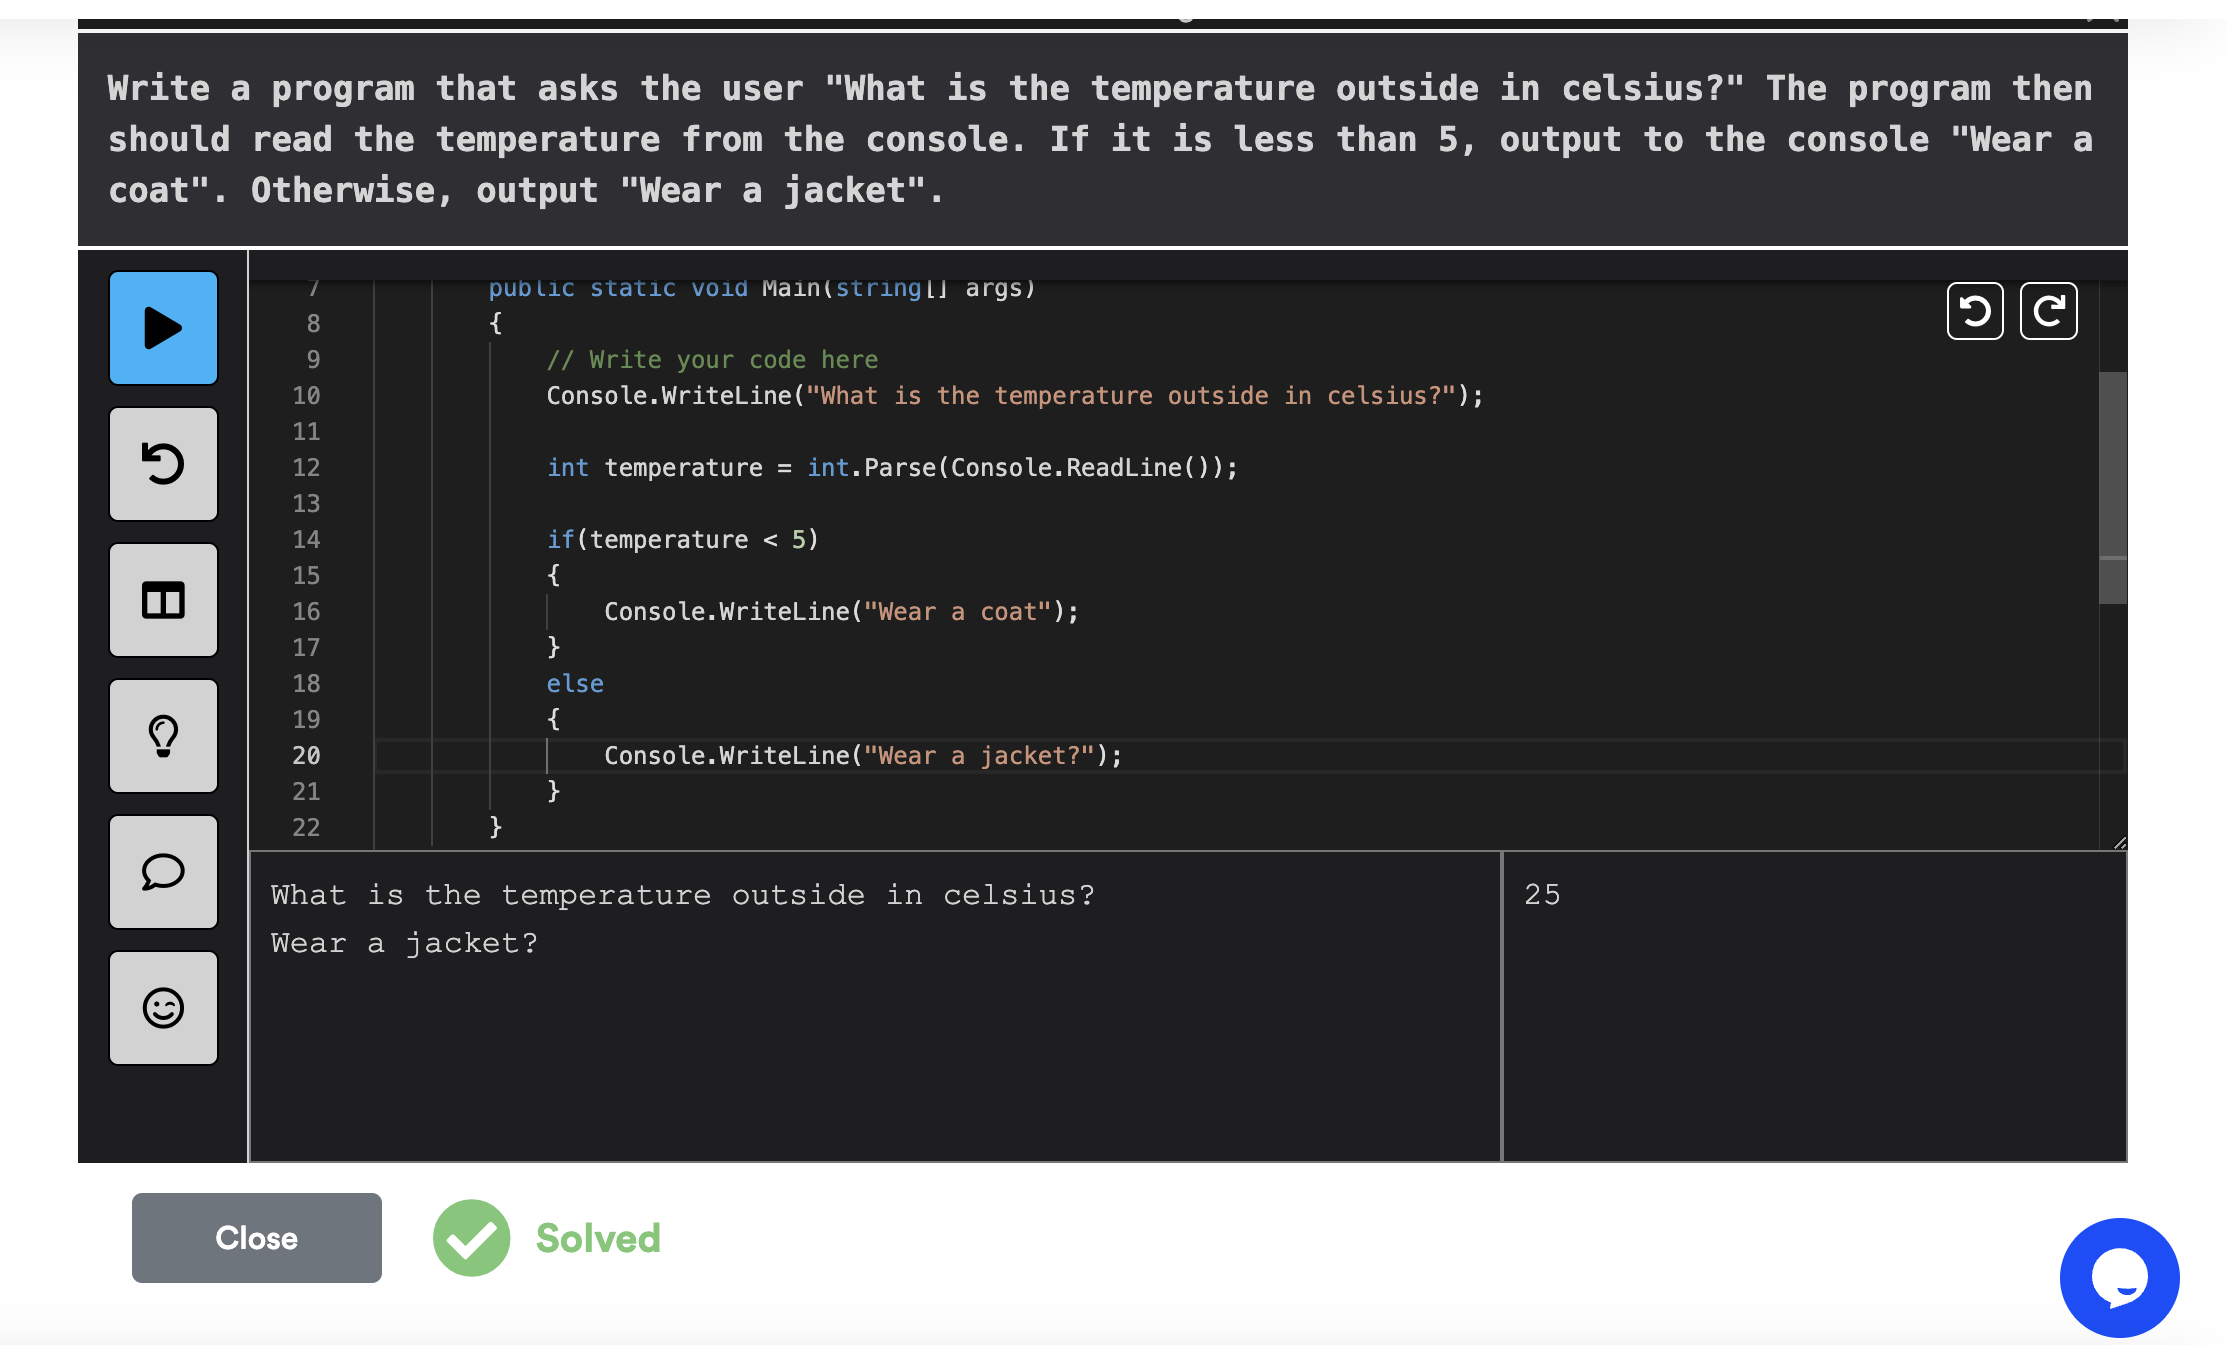 Write a program that asks the user "What is the temperature outside in celsius?" The program then
should read the temperature from the console. If it is less than 5, output to the console "Wear a
coat". Otherwise, output "Wear a jacket".
7 public static void Main(string[] args)
8 {
9 // Write your code here
10 Console.WriteLine("What is the temperature outside in celsius?");
11
12 int temperature = int.Parse(Console.ReadLine());
13
14 if(temperature < 5)
15 {
16 Console.WriteLine("Wear a coat");
17 }
18 else
19 {
20 Console.WriteLine("Wear a jacket?");
21 }
22 }
What is the temperature outside in celsius?
Wear a jacket?
25
Close
Solved